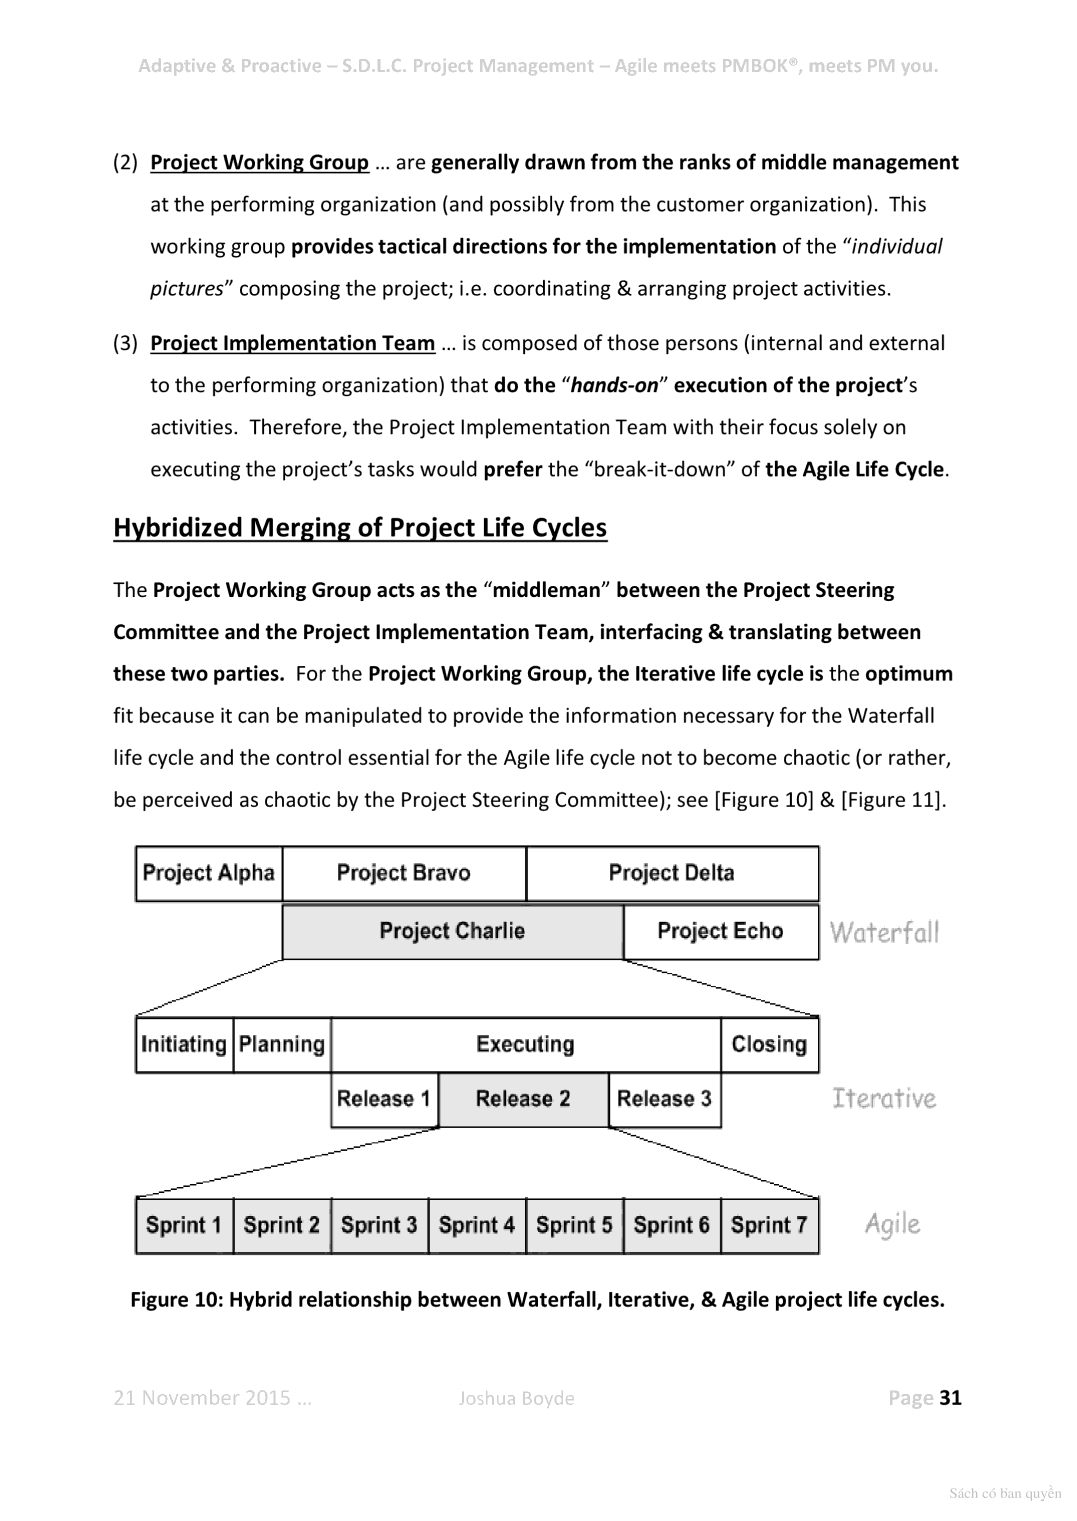 Adaptive & Proactive – S.D.L.C. Project Management – Agile meets PMBOK®, meets PM you.
(2) Project Working Group ... are generally drawn from the ranks of middle management
at the performing organization (and possibly from the customer organization). This
working group provides tactical directions for the implementation of the “individual
pictures” composing the project; i.e. coordinating & arranging project activities.
(3) Project Implementation Team ... is composed of those persons (internal and external
to the performing organization) that do the “hands-on” execution of the project’s
activities. Therefore, the Project Implementation Team with their focus solely on
executing the project’s tasks would prefer the “break-it-down” of the Agile Life Cycle.
Hybridized Merging of Project Life Cycles
The Project Working Group acts as the “middleman” between the Project Steering
Committee and the Project Implementation Team, interfacing & translating between
these two parties. For the Project Working Group, the Iterative life cycle is the optimum
fit because it can be manipulated to provide the information necessary for the Waterfall
life cycle and the control essential for the Agile life cycle not to become chaotic (or rather,
be perceived as chaotic by the Project Steering Committee); see [Figure 10] & [Figure 11].
Project Alpha Project Bravo Project Delta
Project Charlie Project Echo Waterfall
Initiating Planning Executing Closing
Release 1 Release 2 Release 3 Iterative
Sprint 1 Sprint 2 Sprint 3 Sprint 4 Sprint 5 Sprint 6 Sprint 7 Agile
Figure 10: Hybrid relationship between Waterfall, Iterative, & Agile project life cycles.
21 November 2015 ... Joshua Boyde Page 31
Sách có bản quyền